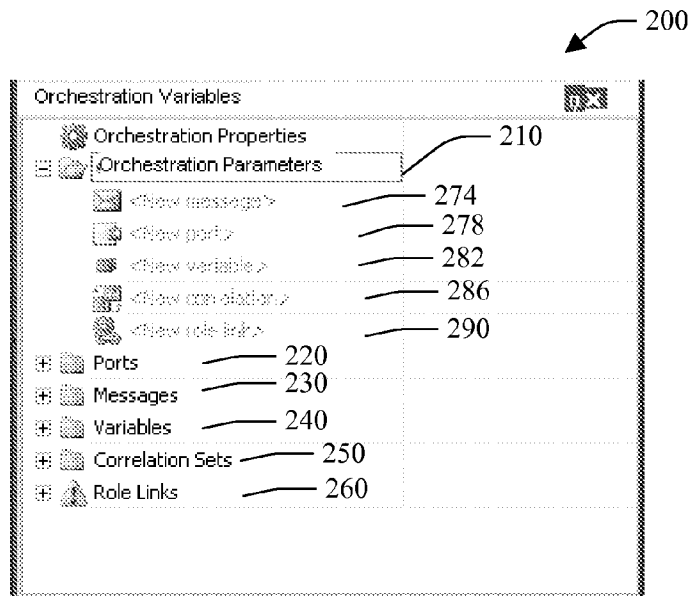 200
Orchestration Variables
Orchestration Properties
210
Orchestration Parameters
<New message> 274
<New port> 278
<New variable> 282
<New correlation> 286
<New role link> 290
Ports 220
Messages 230
Variables 240
Correlation Sets 250
Role Links 260